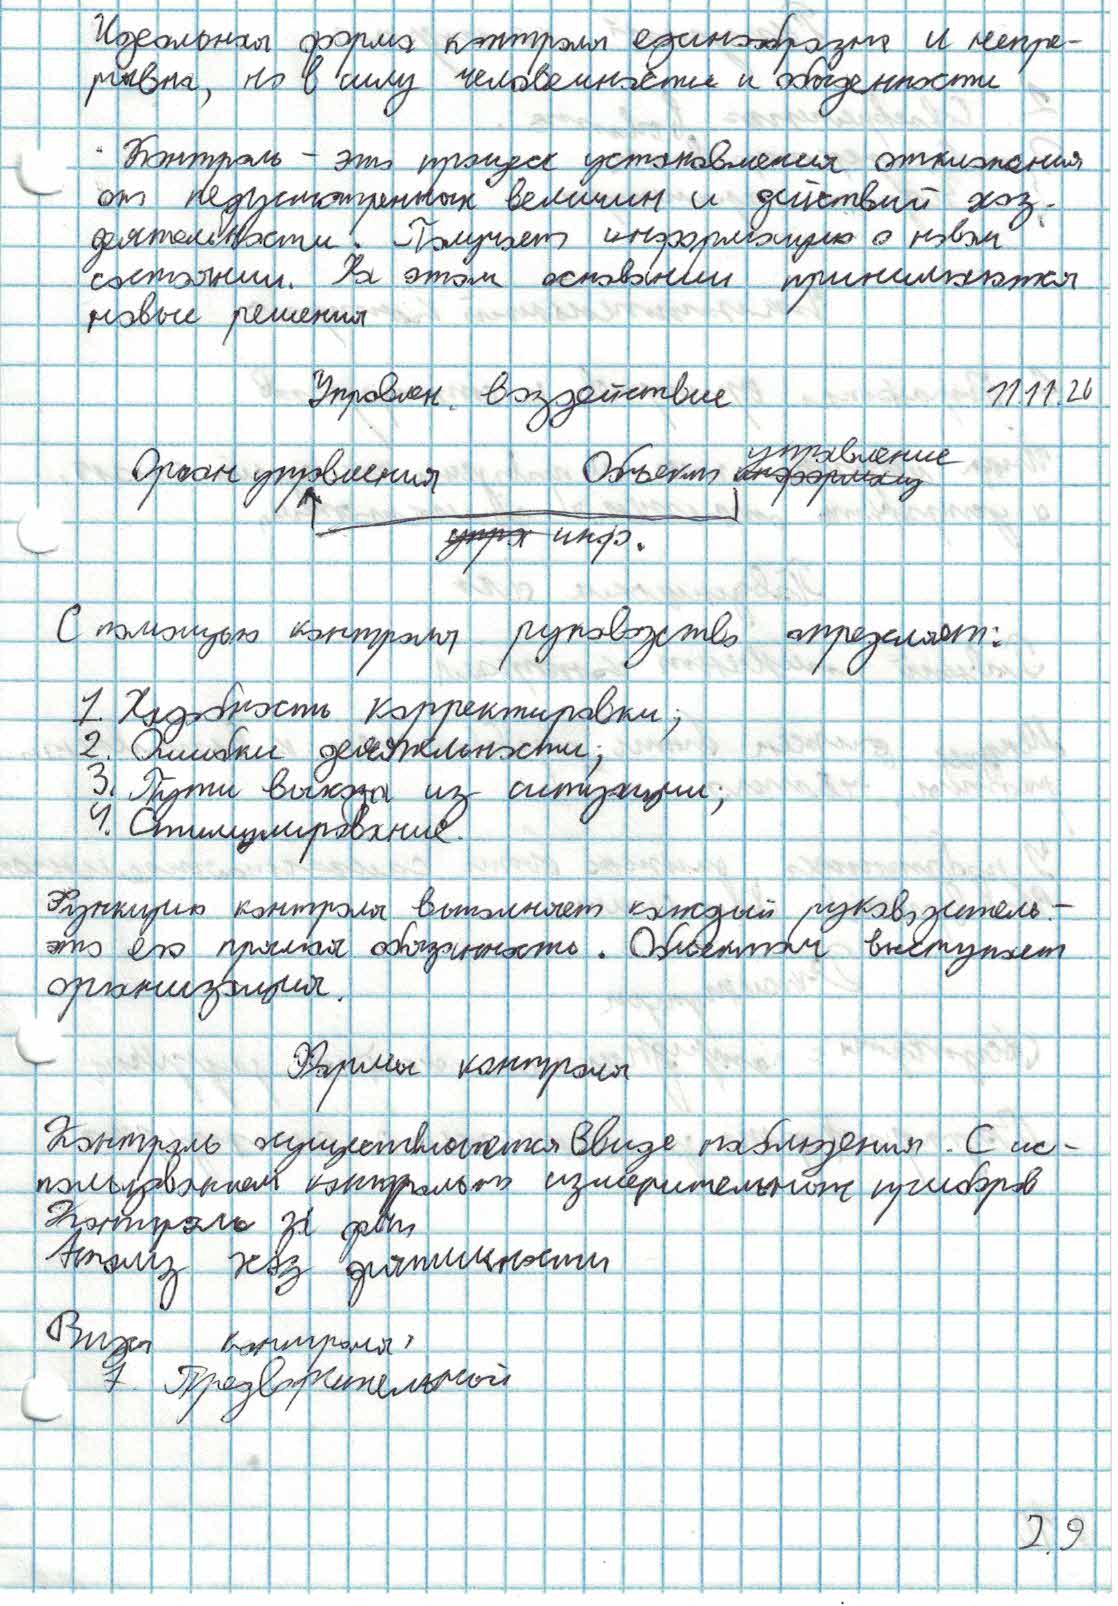 Идеальная форма контроля единообразна и непре-
рывна, но в силу человечности и обыденности
Контроль – это процесс установления отклонения
от предусмотренных величин и действий хоз.
деятельности. Получает информацию о новом
состоянии. На этом основании принимаются
новые решения
Управлен. воздействие 11.11.20
Орган управления Объект управление
инф.
С помощью контроля руководство определяет:
1. Надобность корректировки;
2. Ошибки деятельности;
3. Пути выхода из ситуации;
4. Стимулирование.
Функцию контроля выполняет каждый руководитель. –
это его прямая обязанность. Объектом выступает
организация.
Формы контроля
Контроль осуществляется в виде наблюдения. С ис-
пользованием контрольно измерительных приборов
Контроль за
Анализ хоз деятельности
Виды контроля:
1. Предварительный
2.9